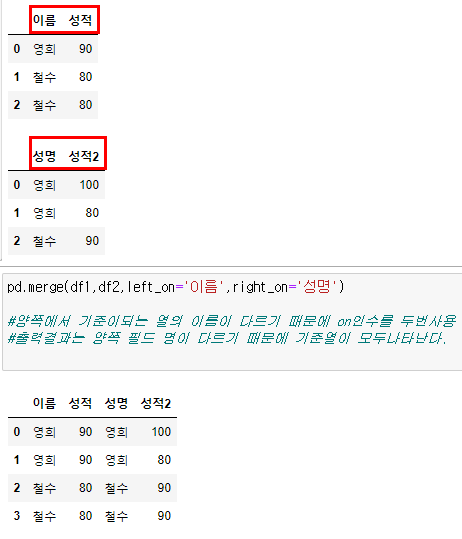 이름 성적
0 영희 90
1 철수 80
2 철수 80
성명 성적2
0 영희 100
1 영희 80
2 철수 90
pd.merge(df1,df2,left_on='이름',right_on='성명')
#양쪽에서 기준이되는 열의 이름이 다르기 때문에 on인수를 두번사용
#출력결과는 양쪽 필드 명이 다르기 때문에 기준열이 모두나타난다.
이름 성적 성명 성적2
0 영희 90 영희 100
1 영희 90 영희 80
2 철수 80 철수 90
3 철수 80 철수 90